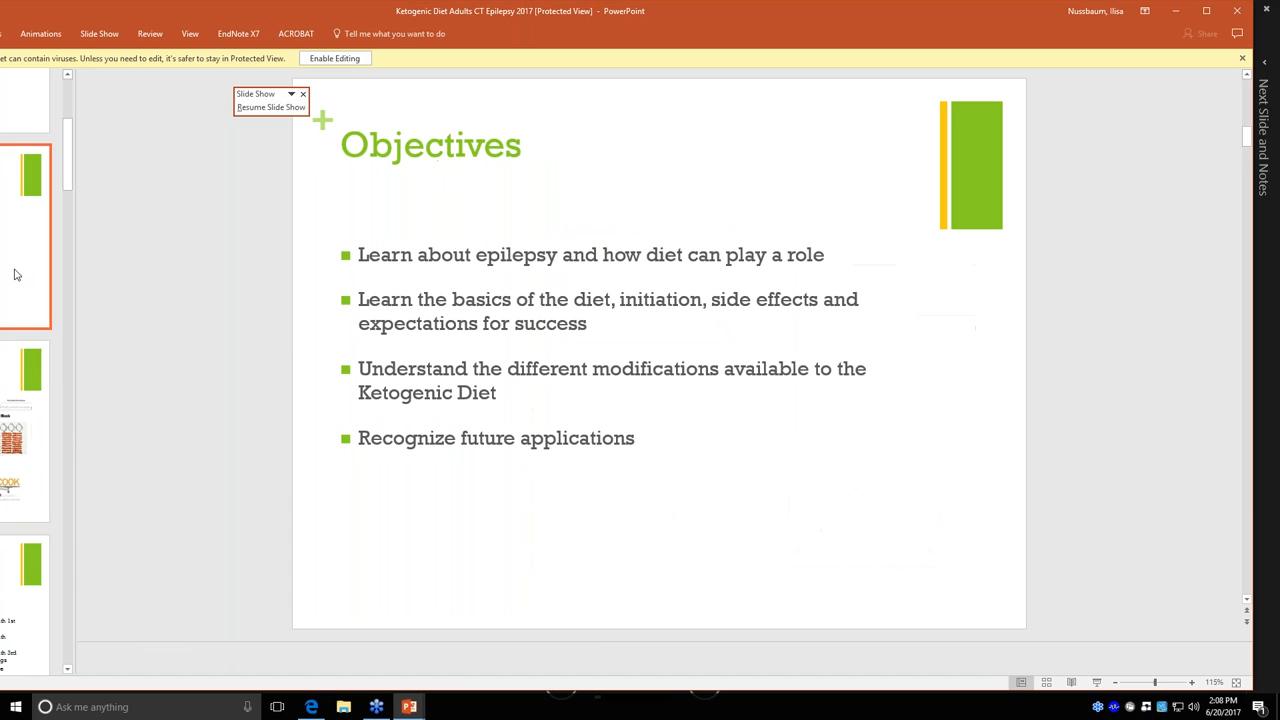 Ketogenic Diet Adults CT Epilepsy 2017 [Protected View] - PowerPoint
Nussbaum, Ilisa
Animations Slide Show Review View EndNote X7 ACROBAT Tell me what you want to do
Share
et can contain viruses. Unless you need to edit, it's safer to stay in Protected View. Enable Editing
Slide Show
Resume Slide Show
+
Objectives
Learn about epilepsy and how diet can play a role
Learn the basics of the diet, initiation, side effects and
expectations for success
Understand the different modifications available to the
Ketogenic Diet
Recognize future applications
Next Slide and Notes
COOK
115%
Ask me anything
2:08 PM
6/20/2017